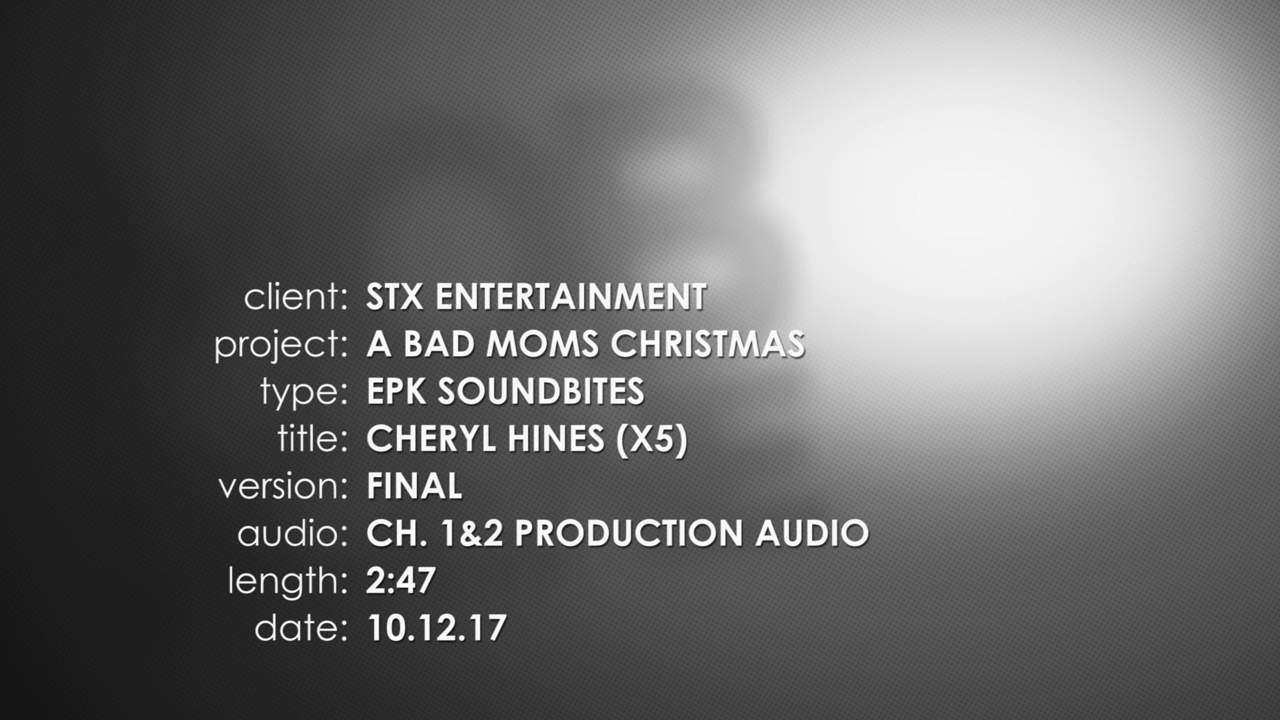 client: STX ENTERTAINMENT
project: A BAD MOMS CHRISTMAS
type: EPK SOUNDBITES
title: CHERYL HINES (X5)
version: FINAL
audio: CH. 1&2 PRODUCTION AUDIO
length: 2:47
date: 10.12.17